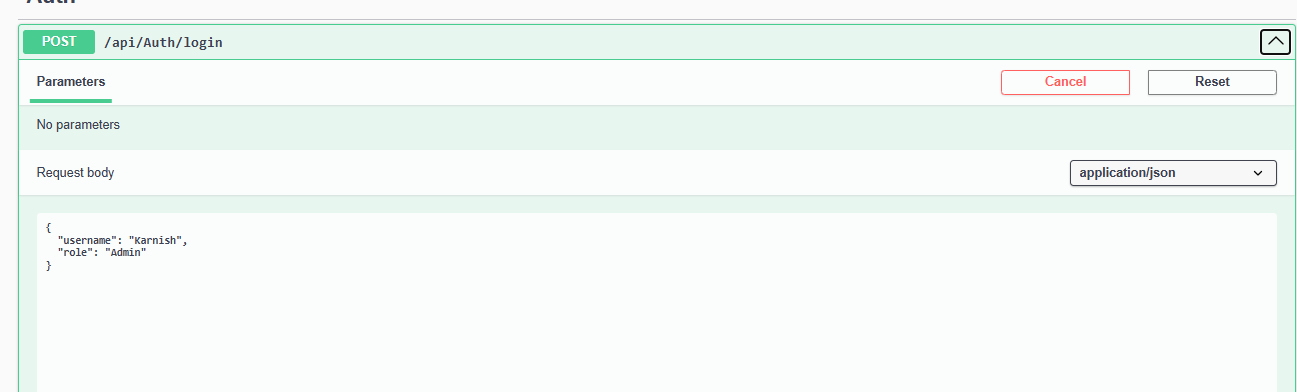 Auth
POST /api/Auth/login
Parameters
Cancel
Reset
No parameters
Request body
application/json
{
"username": "Karnish",
"role": "Admin"
}